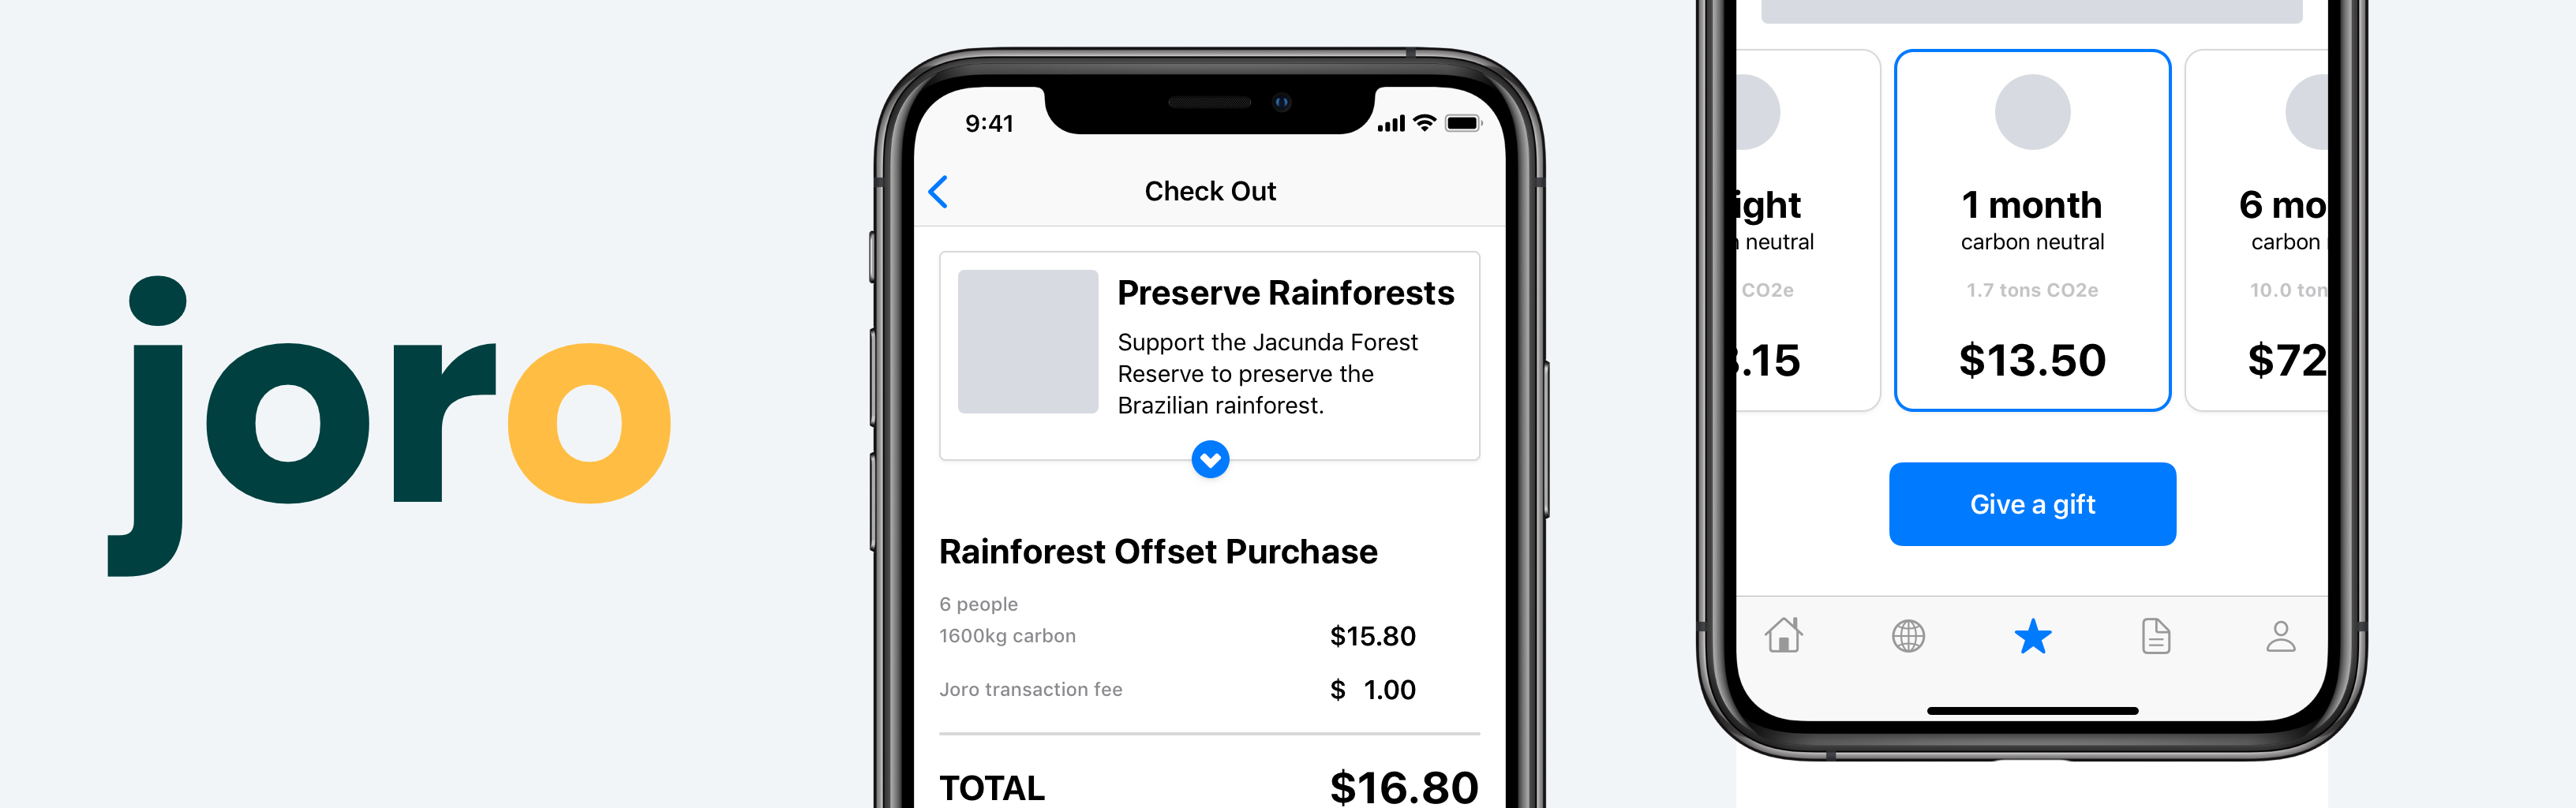 joro
9:41
Check Out
Preserve Rainforests
Support the Jacunda Forest
Reserve to preserve the
Brazilian rainforest.
Rainforest Offset Purchase
6 people
1600kg carbon $15.80
Joro transaction fee $ 1.00
TOTAL $16.80
neutral
CO2e
.15
1 month
carbon neutral
1.7 tons CO2e
$13.50
6 mo
carbon
10.0 ton
$72
Give a gift